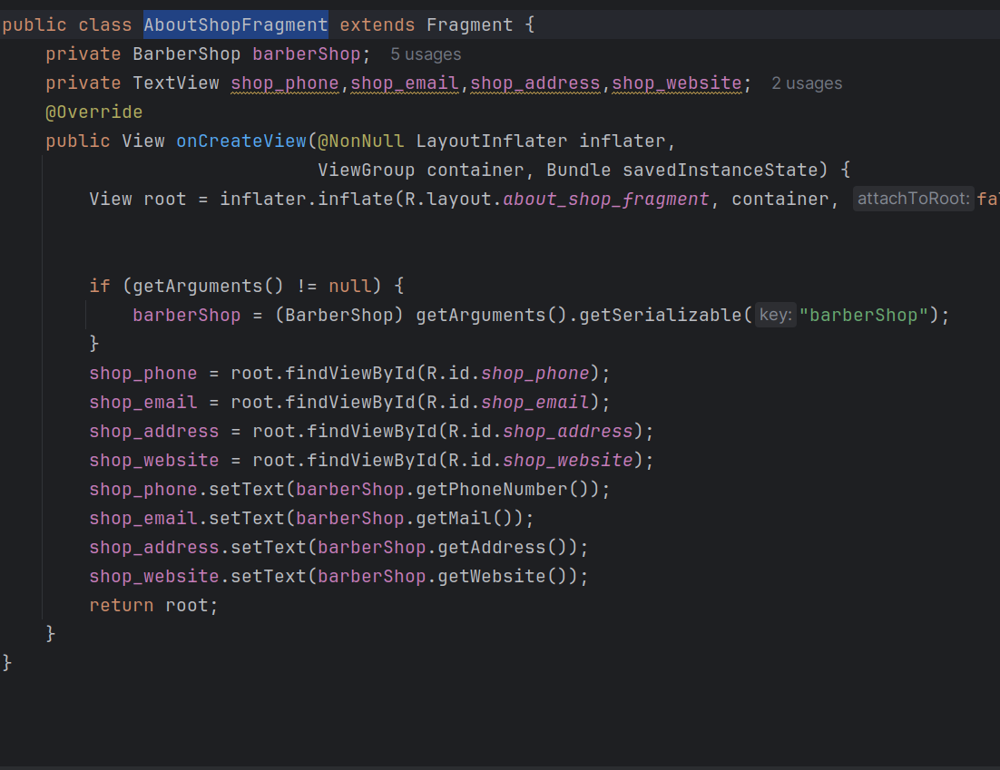 public class AboutShopFragment extends Fragment {
private BarberShop barberShop; 5 usages
private TextView shop_phone,shop_email,shop_address,shop_website; 2 usages
@Override
public View onCreateView(@NonNull LayoutInflater inflater,
ViewGroup container, Bundle savedInstanceState) {
View root = inflater.inflate(R.layout.about_shop_fragment, container, attachToRoot:
if (getArguments() != null) {
barberShop = (BarberShop) getArguments().getSerializable(key:"barberShop");
}
shop_phone = root.findViewById(R.id.shop_phone);
shop_email = root.findViewById(R.id.shop_email);
shop_address = root.findViewById(R.id.shop_address);
shop_website = root.findViewById(R.id.shop_website);
shop_phone.setText(barberShop.getPhoneNumber());
shop_email.setText(barberShop.getMail());
shop_address.setText(barberShop.getAddress());
shop_website.setText(barberShop.getWebsite());
return root;
}
}